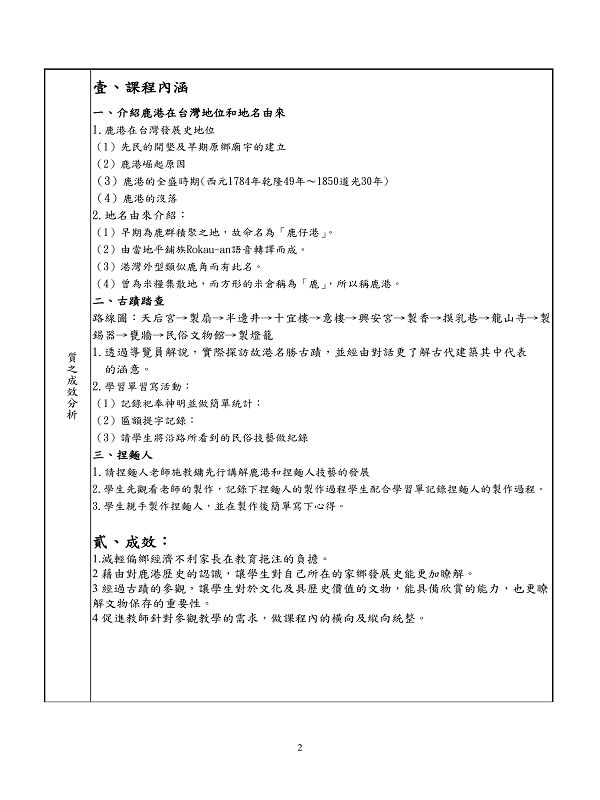 壹、課程內涵
一、介紹鹿港在台灣地位和地名由來
1.鹿港在台灣發展史地位
（1）先民的開墾及早期原鄉廟宇的建立
（2）鹿港崛起原因
（3）鹿港的全盛時期(西元1784年乾隆49年～1850道光30年)
（4）鹿港的沒落
2.地名由來介紹：
（1）早期為鹿群積聚之地，故命名為「鹿仔港」。
（2）由當地平鋪族Rokau-an語音轉譯而成。
（3）港灣外型類似鹿角而有此名。
（4）曾為米糧集散地，而方形的米倉稱為「鹿」，所以稱鹿港。
二、古蹟踏查
路線圖：天后宮→製扇→半邊井→十宜樓→意樓→興安宮→製香→摸乳巷→龍山寺→製
錫器→甕牆→民俗文物館→製燈籠
1.透過導覽員解說，實際探訪故港名勝古蹟，並經由對話更了解古代建築其中代表
的涵意。
2.學習單習寫活動：
（1）記錄祀奉神明並做簡單統計：
（2）匾額提字記錄：
（3）請學生將沿路所看到的民俗技藝做紀錄
三、捏麵人
1.請捏麵人老師施教鏞先行講解鹿港和捏麵人技藝的發展
2.學生先觀看老師的製作，記錄下捏麵人的製作過程學生配合學習單記錄捏麵人的製作過程。
3.學生親手製作捏麵人，並在製作後簡單寫下心得。
質之成效分析
貳、成效：
1.減輕偏鄉經濟不利家長在教育挹注的負擔。
2 藉由對鹿港歷史的認識，讓學生對自己所在的家鄉發展史能更加瞭解。
3 經過古蹟的參觀，讓學生對於文化及具歷史價值的文物，能具備欣賞的能力，也更瞭
解文物保存的重要性。
4 促進教師針對參觀教學的需求，做課程內的橫向及縱向統整。
2